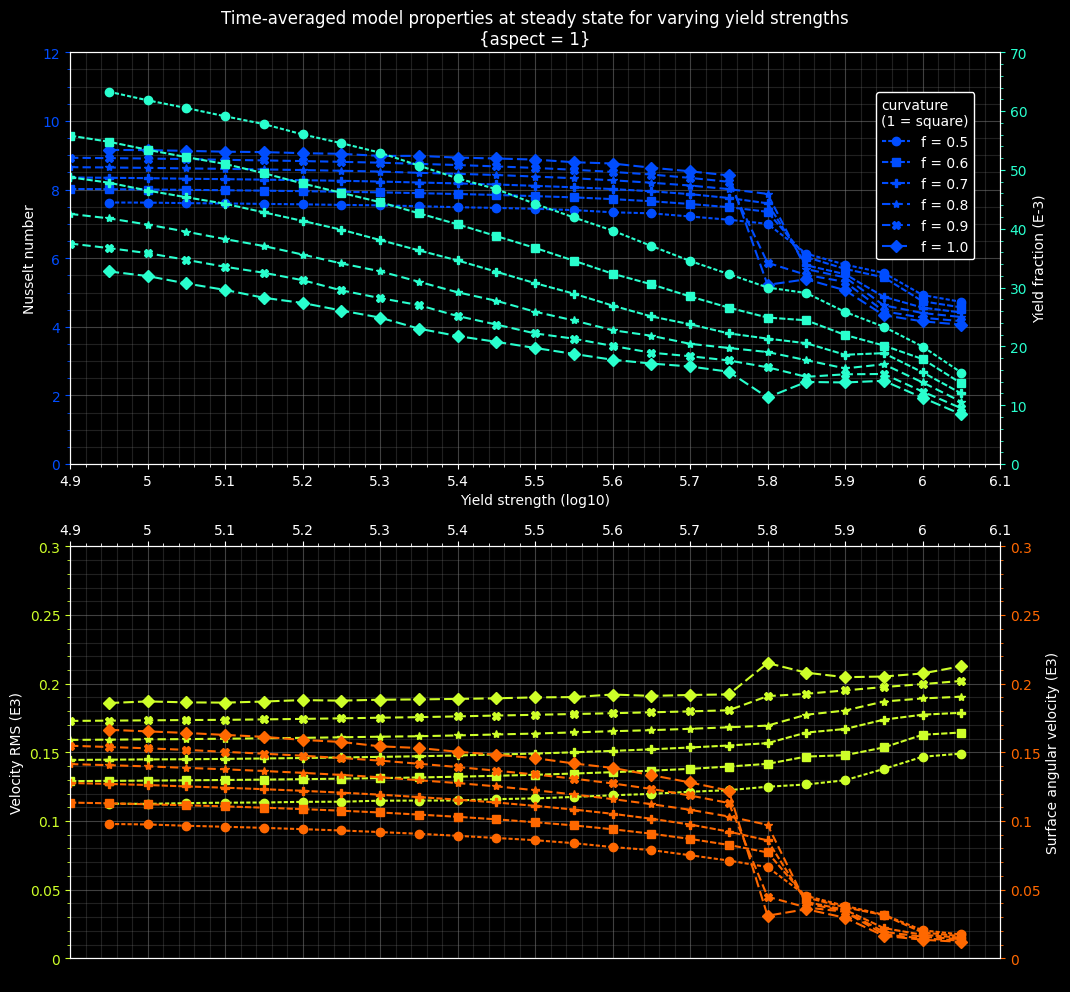 Time-averaged model properties at steady state for varying yield strengths
{aspect = 1}
12
10
8
6
4
2
0
Nusselt number
70
60
50
40
30
20
10
0
Yield fraction (E-3)
curvature
(1 = square)
f = 0.5
f = 0.6
f = 0.7
f = 0.8
f = 0.9
f = 1.0
4.9 5 5.1 5.2 5.3 5.4 5.5 5.6 5.7 5.8 5.9 6 6.1
Yield strength (log10)
4.9 5 5.1 5.2 5.3 5.4 5.5 5.6 5.7 5.8 5.9 6 6.1
0.3
0.25
0.2
0.15
0.1
0.05
0
Velocity RMS (E3)
0.3
0.25
0.2
0.15
0.1
0.05
0
Surface angular velocity (E3)